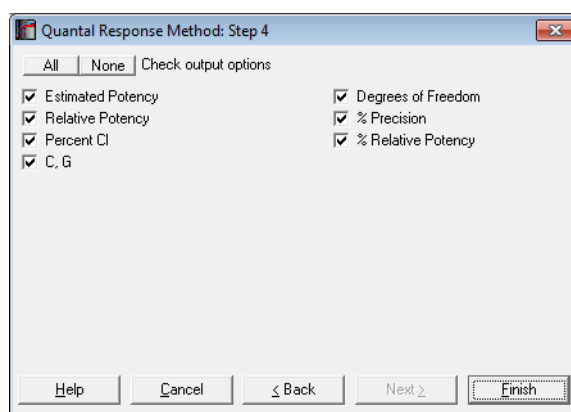 Quantal Response Method: Step 4
All None Check output options
Estimated Potency
Relative Potency
Percent CI
C, G
Degrees of Freedom
% Precision
% Relative Potency
Help Cancel < Back Next > Finish